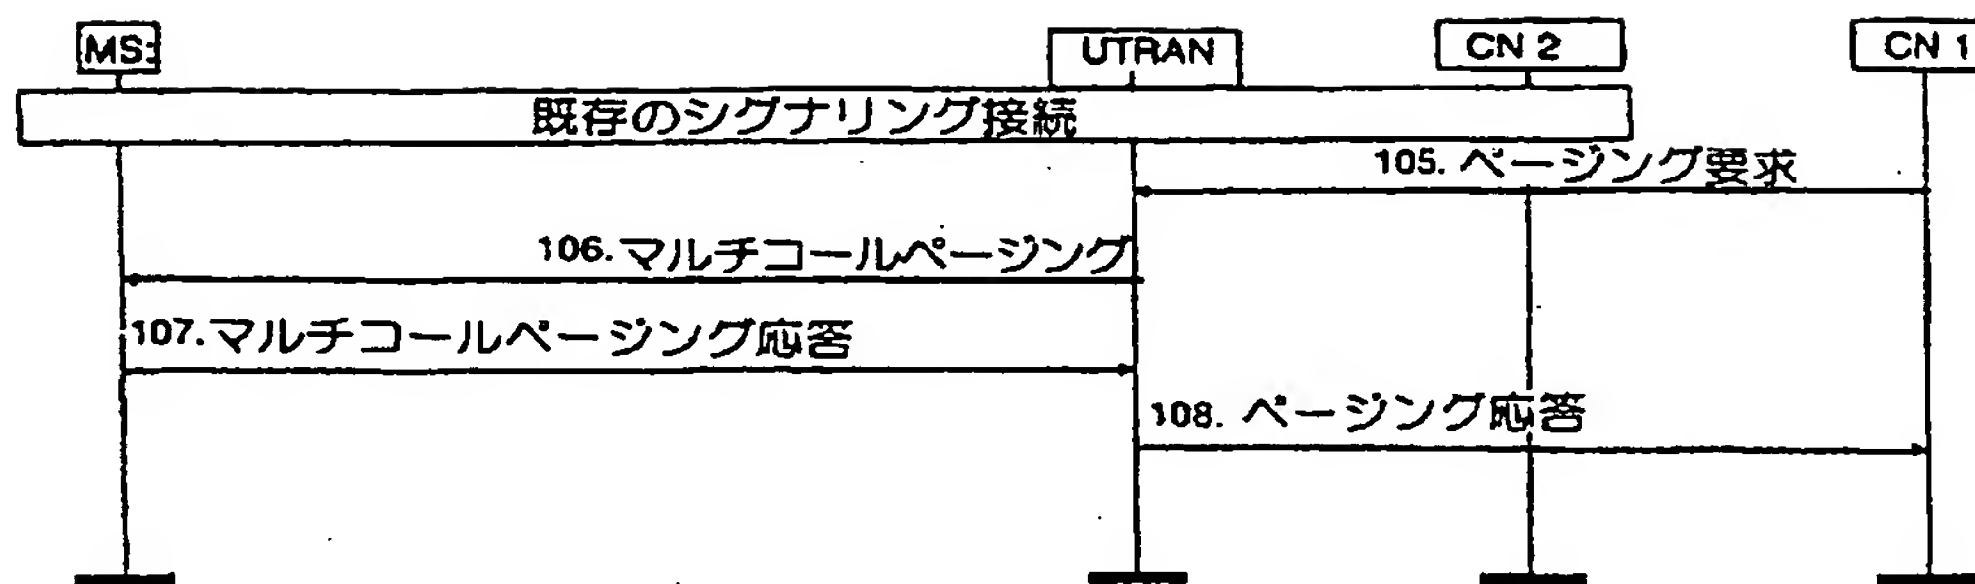 MS
UTRAN
CN 2
CN 1
既存のシグナリング接続
105. ページング要求
106. マルチコールページング
107. マルチコールページング応答
108. ページング応答